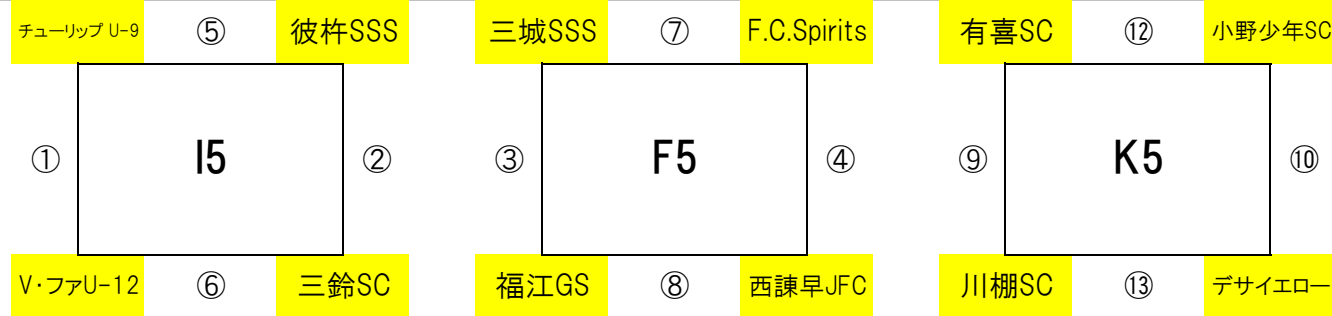 チューリップ U-9 ⑤ 彼杵SSS 三城SSS ⑦ F.C.Spirits 有喜SC ⑫ 小野少年SC
① I5 ② ③ F5 ④ ⑨ K5 ⑩
V・ファU-12 ⑥ 三鈴SC 福江GS ⑧ 西諫早JFC 川棚SC ⑬ デサイエロー